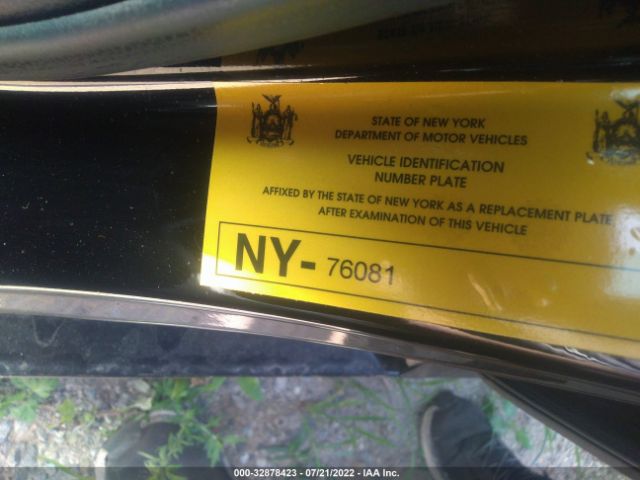 STATE OF NEW YORK
DEPARTMENT OF MOTOR VEHICLES
VEHICLE IDENTIFICATION
NUMBER PLATE
AFFIXED BY THE STATE OF NEW YORK AS A REPLACEMENT PLATE
AFTER EXAMINATION OF THIS VEHICLE
NY- 76081
000-32878423 - 07/21/2022 - IAA Inc.